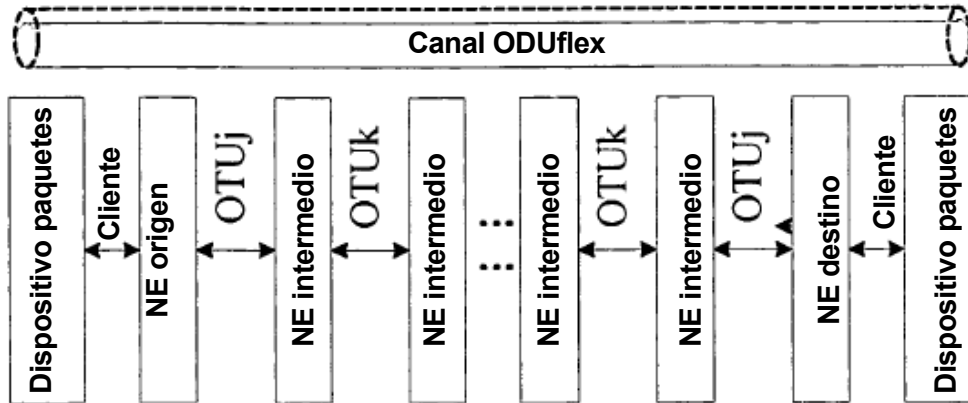 Canal ODUflex
Dispositivo paquetes
Cliente
NE origen
OTUj
NE intermedio
OTUk
NE intermedio
...
...
NE intermedio
OTUk
NE intermedio
OTUj
NE destino
Cliente
Dispositivo paquetes